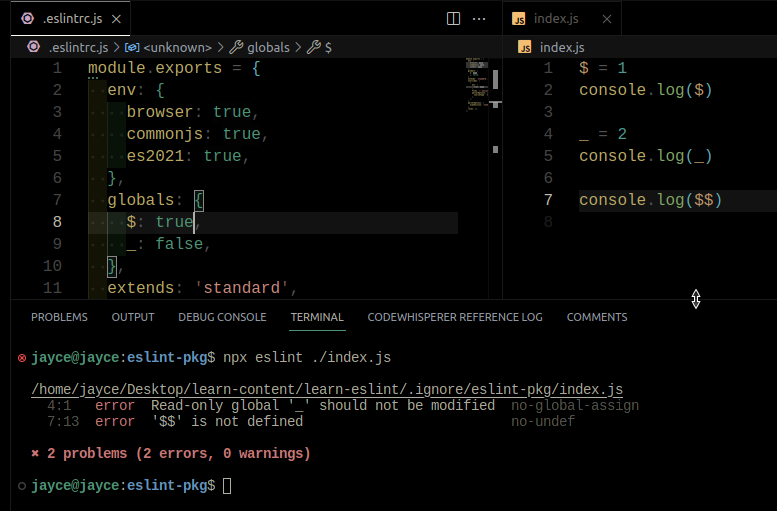 .eslintrc.js
.eslintrc.js > <unknown> > globals > $
1 module.exports = {
2 env: {
3 browser: true,
4 commonjs: true,
5 es2021: true,
6 },
7 globals: {
8 $: true,
9 _: false,
10 },
11 extends: 'standard',
JS index.js
JS index.js
1 $ = 1
2 console.log($)
3
4 _ = 2
5 console.log(_)
6
7 console.log($$)
8
PROBLEMS OUTPUT DEBUG CONSOLE TERMINAL CODEWHISPERER REFERENCE LOG COMMENTS
jayce@jayce:eslint-pkg$ npx eslint ./index.js
/home/jayce/Desktop/learn-content/learn-eslint/.ignore/eslint-pkg/index.js
4:1 error Read-only global '_' should not be modified no-global-assign
7:13 error '$$' is not defined no-undef
✖ 2 problems (2 errors, 0 warnings)
jayce@jayce:eslint-pkg$